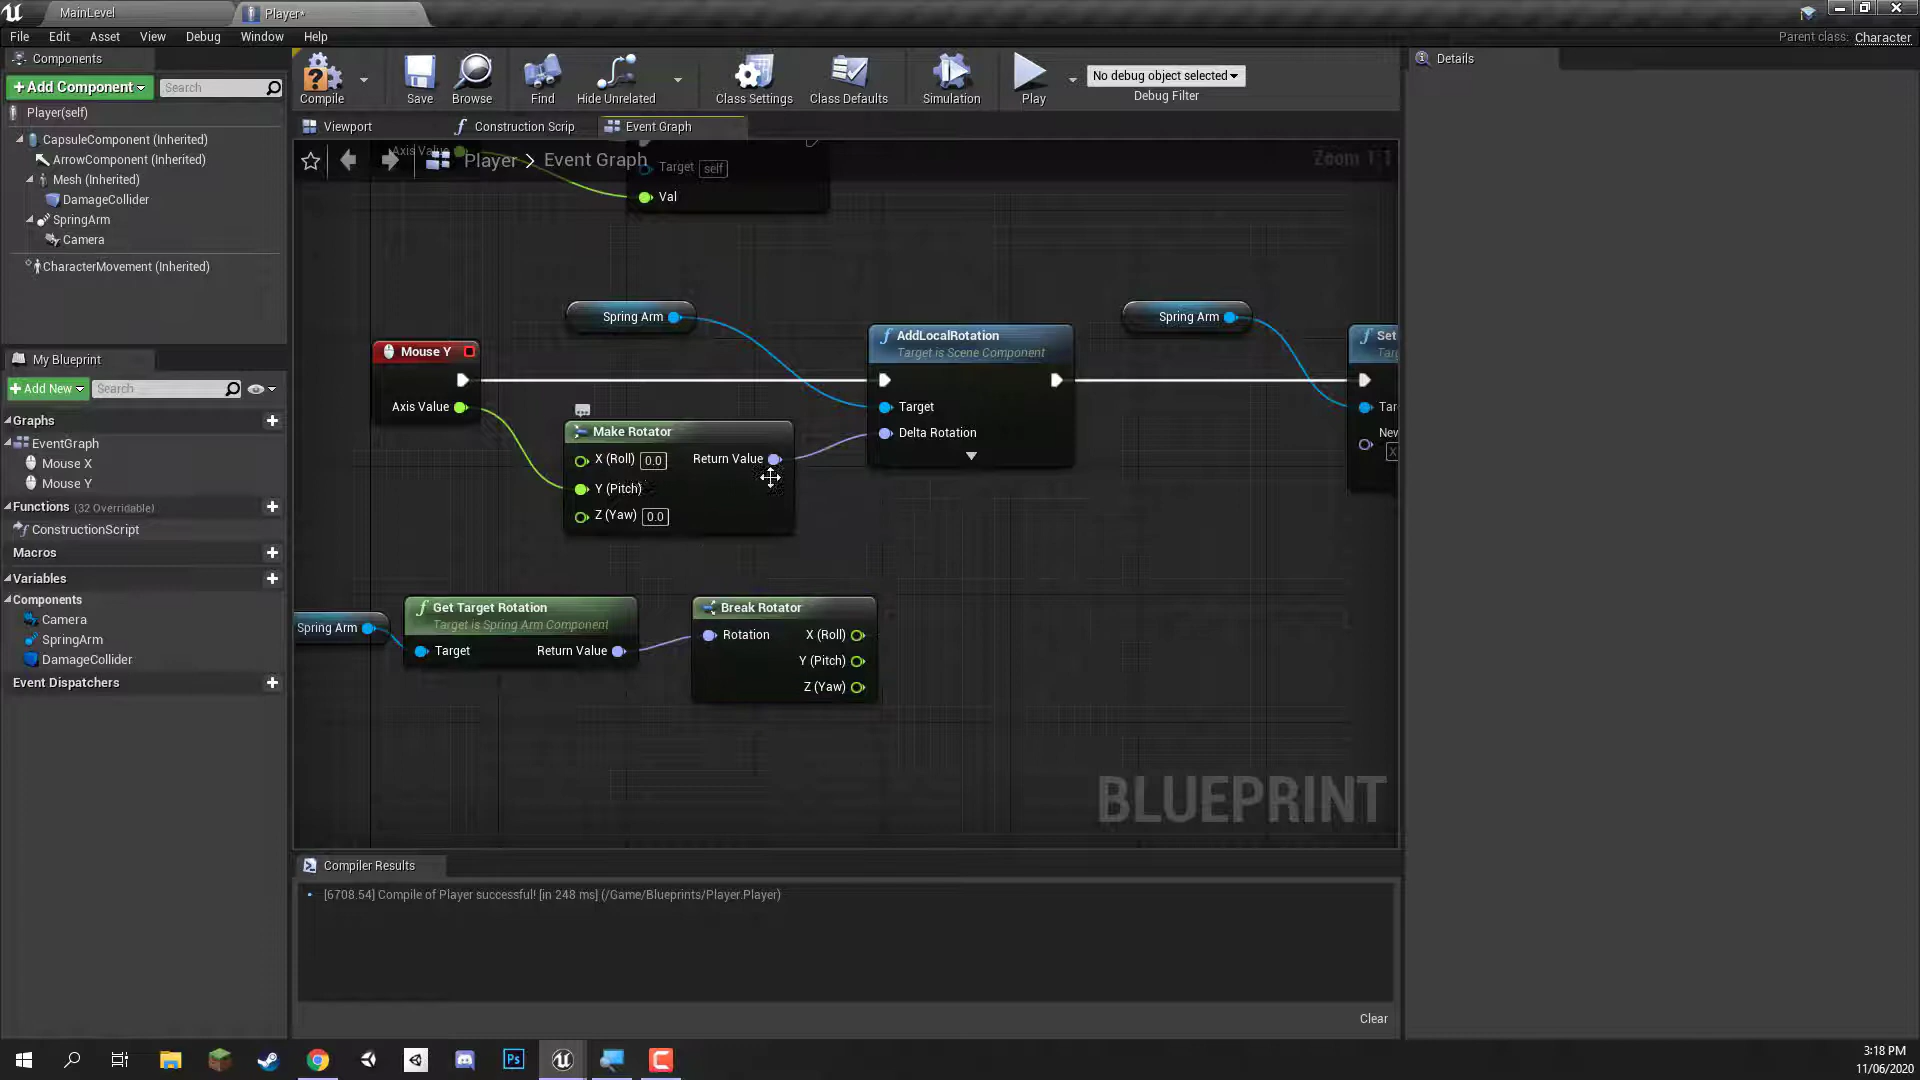 MainLevel
Player*
File Edit Asset View Debug Window Help
Parent class: Character
Components
+Add Component
Search
Player(self)
CapsuleComponent (Inherited)
ArrowComponent (Inherited)
Mesh (Inherited)
DamageCollider
SpringArm
Camera
CharacterMovement (Inherited)
My Blueprint
+Add New
Search
Graphs
EventGraph
Mouse X
Mouse Y
Functions (32 Overridable)
ConstructionScript
Macros
Variables
Components
Camera
SpringArm
DamageCollider
Event Dispatchers
Compile
Save
Browse
Find
Hide Unrelated
Class Settings
Class Defaults
Simulation
Play
No debug object selected
Debug Filter
Viewport
Construction Scrip
Event Graph
Player > Event Graph
Zoom 1:1
Axis Value
Target self
Val
Spring Arm
Mouse Y
Axis Value
Make Rotator
X (Roll) 0.0
Return Value
Y (Pitch)
Z (Yaw) 0.0
AddLocalRotation
Target is Scene Component
Target
Delta Rotation
Spring Arm
Set
Targ
Tar
New
X
Spring Arm
Get Target Rotation
Target is Spring Arm Component
Target
Return Value
Break Rotator
Rotation
X (Roll)
Y (Pitch)
Z (Yaw)
BLUEPRINT
Compiler Results
[6708.54] Compile of Player successful! [in 248 ms] (/Game/Blueprints/Player.Player)
Clear
Details
Ps
3:18 PM
11/06/2020